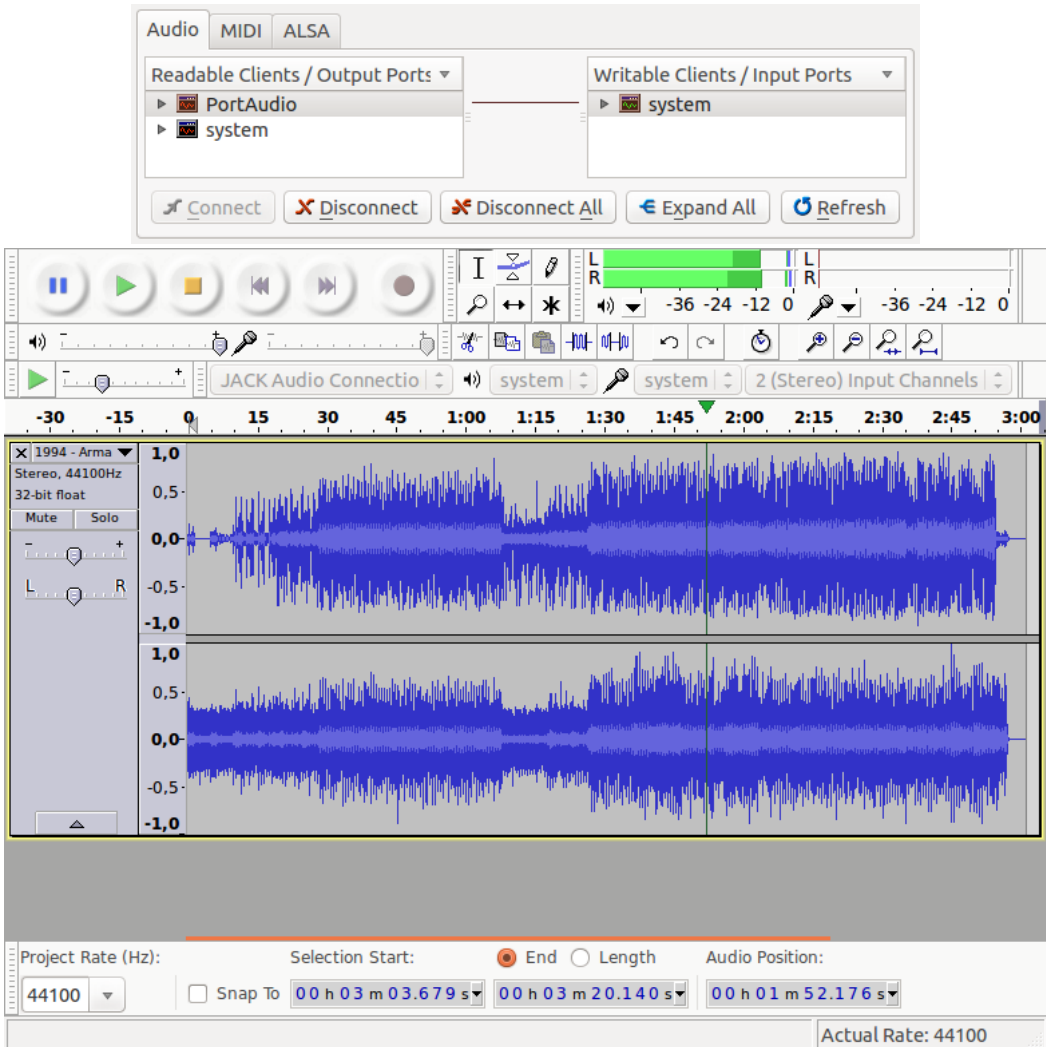 Audio MIDI ALSA
Readable Clients / Output Ports Writable Clients / Input Ports
PortAudio system
system
Connect Disconnect Disconnect All Expand All Refresh
L L
R R
-36 -24 -12 0 -36 -24 -12 0
- + - +
- + JACK Audio Connectio system system 2 (Stereo) Input Channels
-30 -15 0 15 30 45 1:00 1:15 1:30 1:45 2:00 2:15 2:30 2:45 3:00
X 1994 - Arma
Stereo, 44100Hz
32-bit float
Mute Solo
- +
L R
1,0
0,5
0,0
-0,5
-1,0
1,0
0,5
0,0
-0,5
-1,0
Project Rate (Hz): Selection Start: End Length Audio Position:
44100 Snap To 00 h 03 m 03.679 s 00 h 03 m 20.140 s 00 h 01 m 52.176 s
Actual Rate: 44100